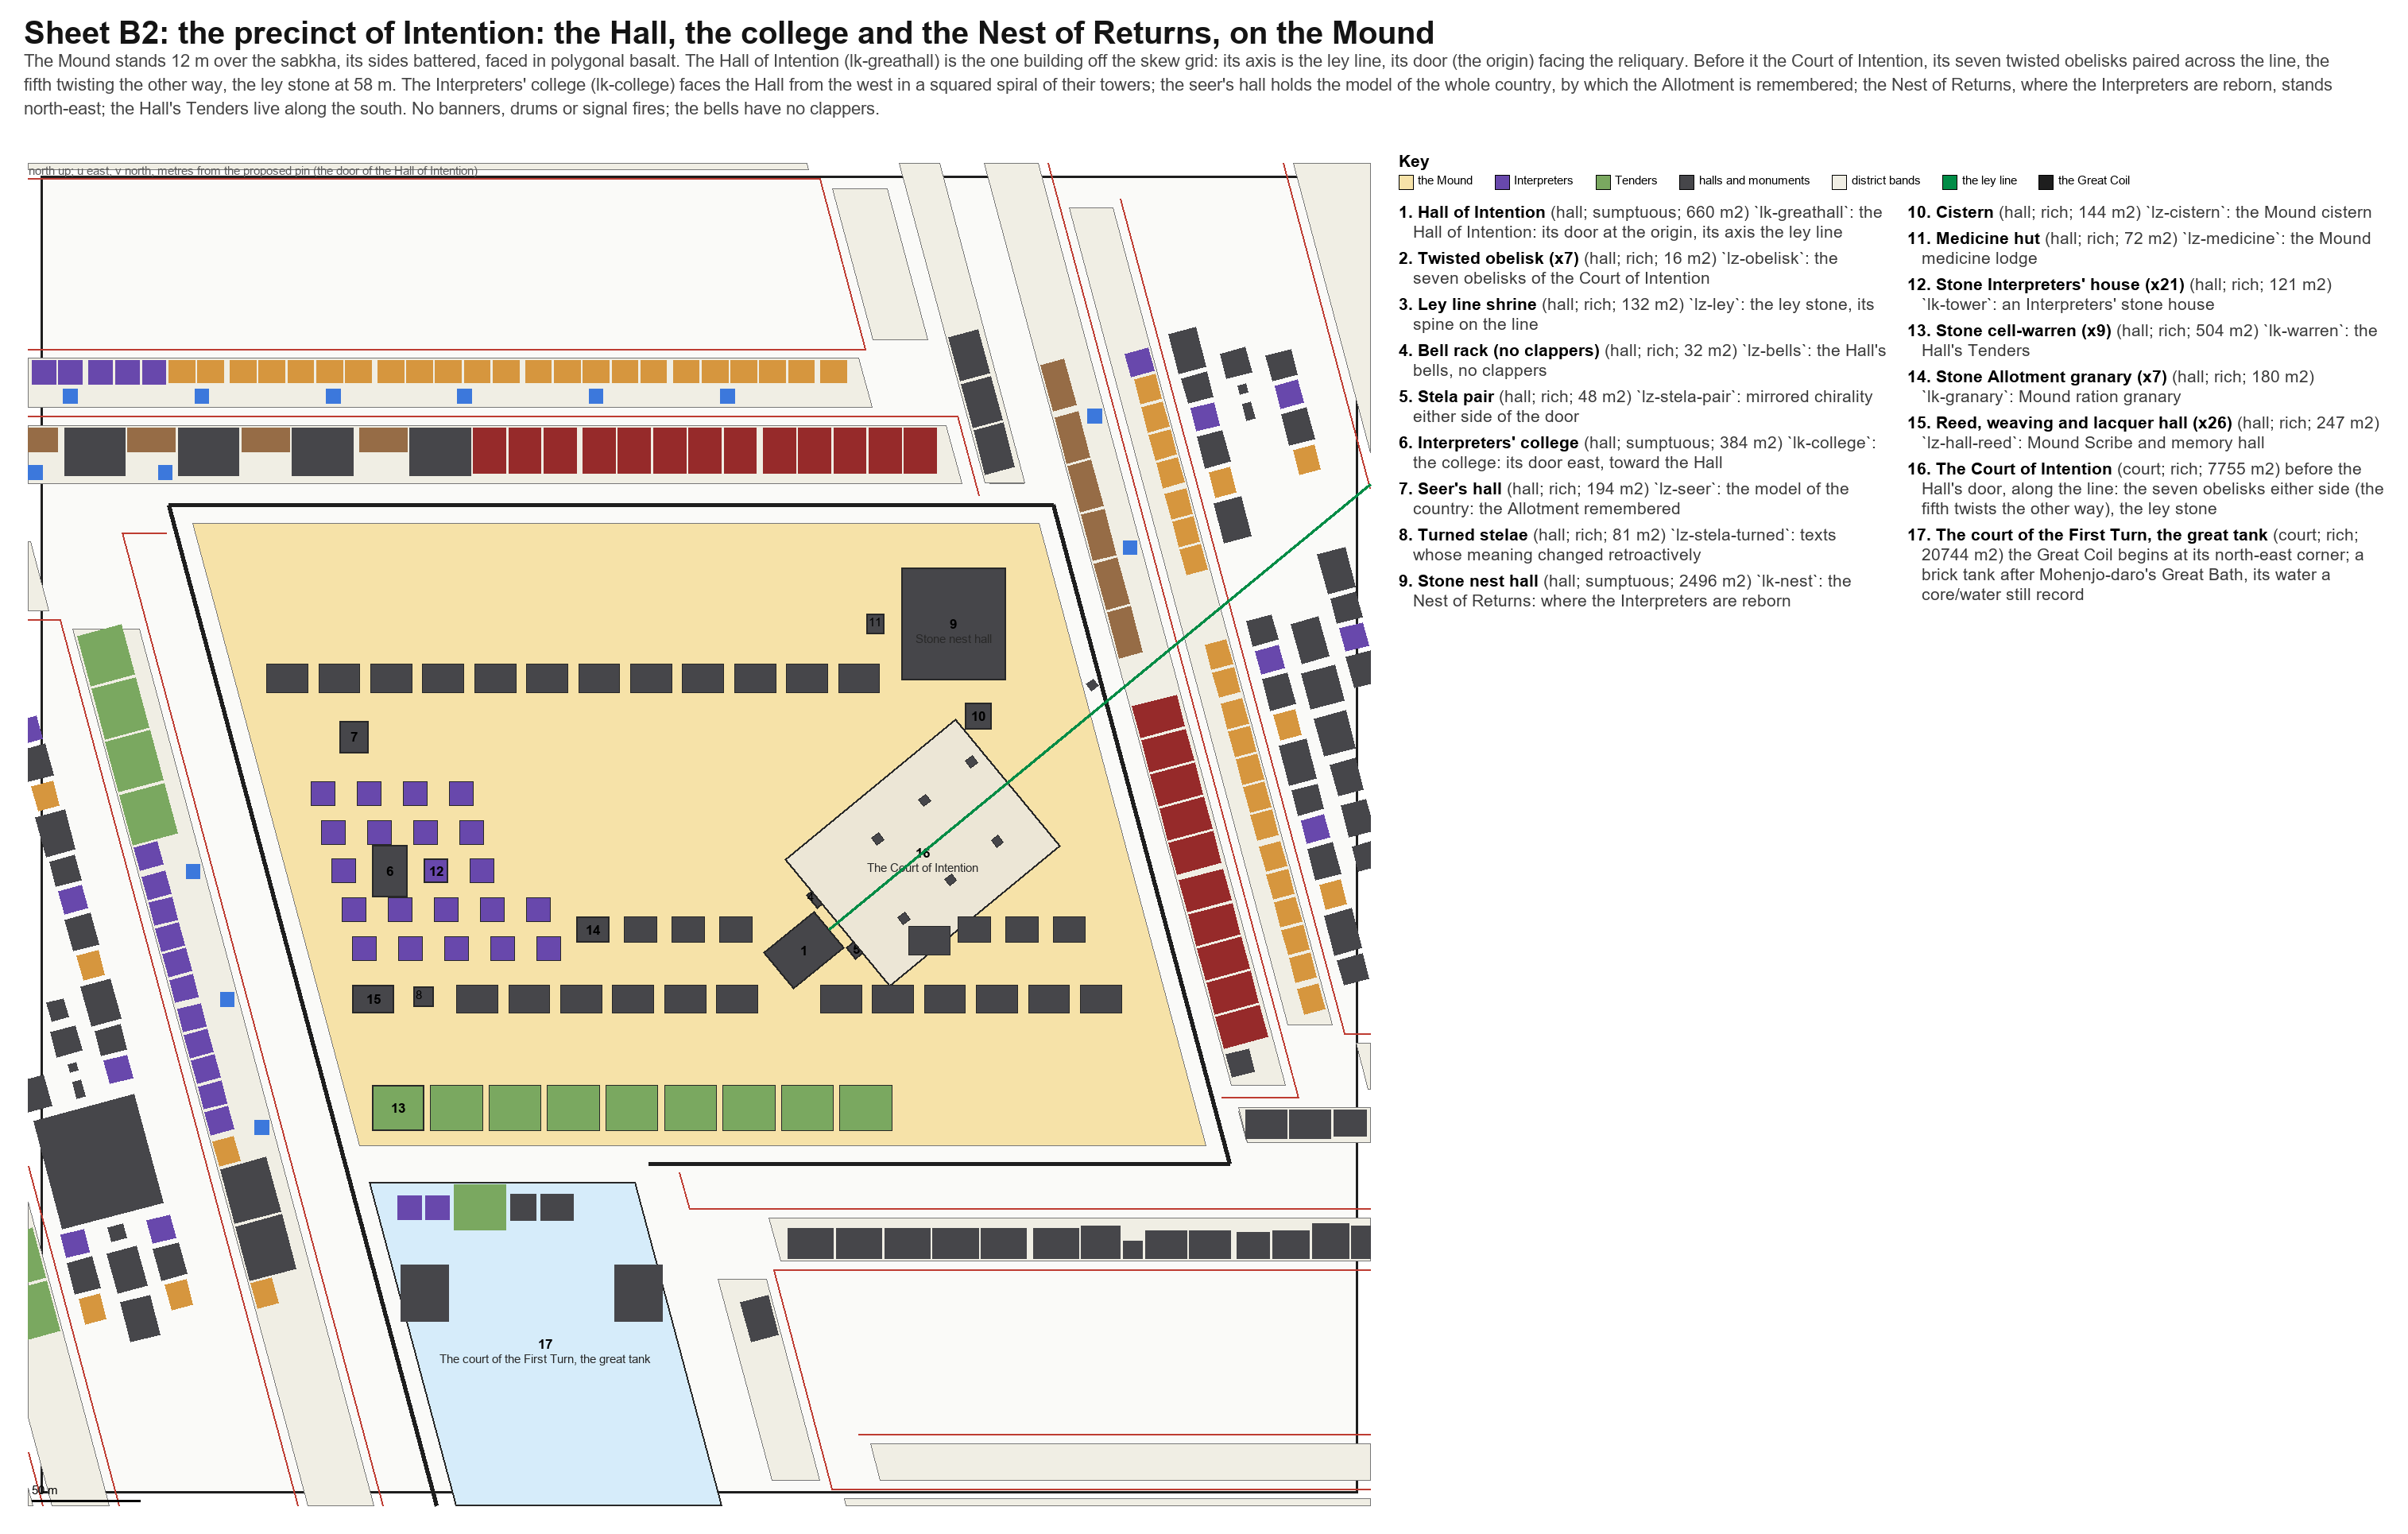 Sheet B2: the precinct of Intention: the Hall, the college and the Nest of Returns, on the Mound
The Mound stands 12 m over the sabkha, its sides battered, faced in polygonal basalt. The Hall of Intention (lk-greathall) is the one building off the skew grid: its axis is the ley line, its door (the origin) facing the reliquary. Before it the Court of Intention, its seven twisted obelisks paired across the line, the
fifth twisting the other way, the ley stone at 58 m. The Interpreters' college (lk-college) faces the Hall from the west in a squared spiral of their towers; the seer's hall holds the model of the whole country, by which the Allotment is remembered; the Nest of Returns, where the Interpreters are reborn, stands
north-east; the Hall's Tenders live along the south. No banners, drums or signal fires; the bells have no clappers.
north up; u east, v north, metres from the proposed pin (the door of the Hall of Intention)
11
9
Stone nest hall
10
7
16
The Court of Intention
6
12
14
1
5
15
8
13
17
The court of the First Turn, the great tank
50 m
Key
the Mound
Interpreters
Tenders
halls and monuments
district bands
the ley line
the Great Coil
1. Hall of Intention (hall; sumptuous; 660 m2) `lk-greathall`: the
Hall of Intention: its door at the origin, its axis the ley line
2. Twisted obelisk (x7) (hall; rich; 16 m2) `lz-obelisk`: the
seven obelisks of the Court of Intention
3. Ley line shrine (hall; rich; 132 m2) `lz-ley`: the ley stone, its
spine on the line
4. Bell rack (no clappers) (hall; rich; 32 m2) `lz-bells`: the Hall's
bells, no clappers
5. Stela pair (hall; rich; 48 m2) `lz-stela-pair`: mirrored chirality
either side of the door
6. Interpreters' college (hall; sumptuous; 384 m2) `lk-college`:
the college: its door east, toward the Hall
7. Seer's hall (hall; rich; 194 m2) `lz-seer`: the model of the
country: the Allotment remembered
8. Turned stelae (hall; rich; 81 m2) `lz-stela-turned`: texts
whose meaning changed retroactively
9. Stone nest hall (hall; sumptuous; 2496 m2) `lk-nest`: the
Nest of Returns: where the Interpreters are reborn
10. Cistern (hall; rich; 144 m2) `lz-cistern`: the Mound cistern
11. Medicine hut (hall; rich; 72 m2) `lz-medicine`: the Mound
medicine lodge
12. Stone Interpreters' house (x21) (hall; rich; 121 m2)
`lk-tower`: an Interpreters' stone house
13. Stone cell-warren (x9) (hall; rich; 504 m2) `lk-warren`: the
Hall's Tenders
14. Stone Allotment granary (x7) (hall; rich; 180 m2)
`lk-granary`: Mound ration granary
15. Reed, weaving and lacquer hall (x26) (hall; rich; 247 m2)
`lz-hall-reed`: Mound Scribe and memory hall
16. The Court of Intention (court; rich; 7755 m2) before the
Hall's door, along the line: the seven obelisks either side (the
fifth twists the other way), the ley stone
17. The court of the First Turn, the great tank (court; rich;
20744 m2) the Great Coil begins at its north-east corner; a
brick tank after Mohenjo-daro's Great Bath, its water a
core/water still record